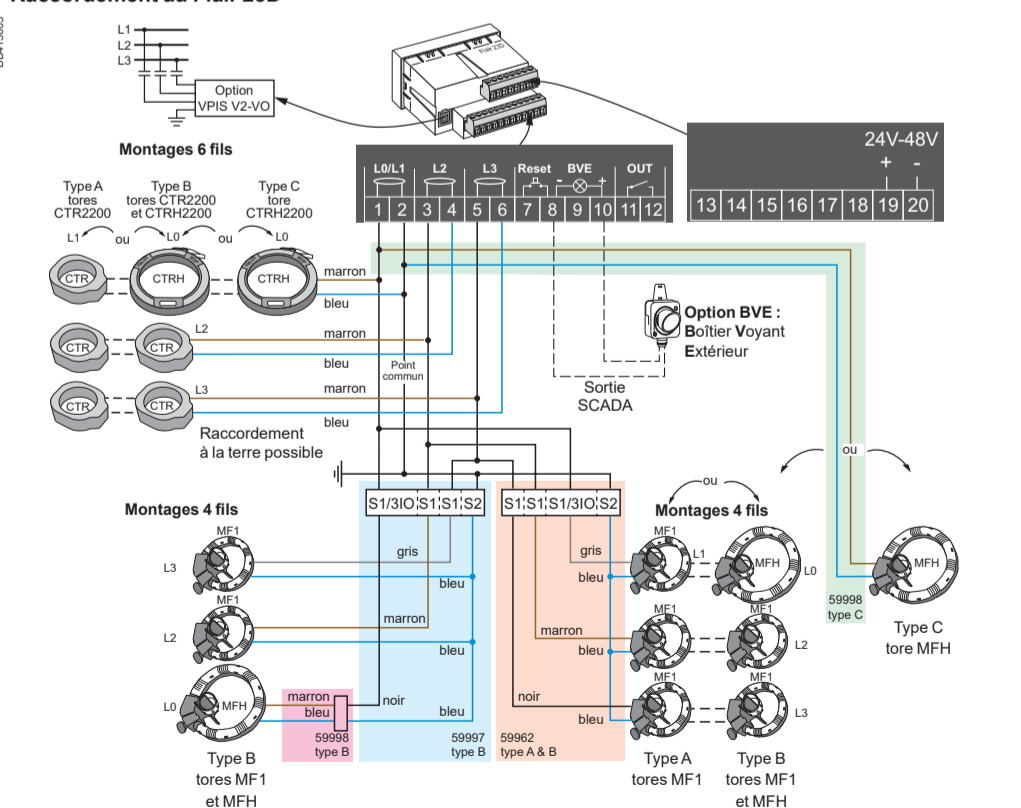 L1
L2
L3
Option
VPIS V2-VO
Flair 23D
24V-48V
+ -
13 14 15 16 17 18 19 20
L0/L1 L2 L3 Reset BVE OUT
- +
1 2 3 4 5 6 7 8 9 10 11 12
Montages 6 fils
Type A
tores
CTR2200
Type B
tores CTR2200
et CTRH2200
Type C
tore
CTRH2200
L1 ou L0 ou L0
CTR CTRH CTRH
marron
bleu
L2
CTR CTR
marron
bleu
Point
commun
L3
CTR CTR
marron
bleu
Raccordement
à la terre possible
Option BVE :
Boîtier Voyant
Extérieur
Sortie
SCADA
ou
S1/3IO S1 S1 S2
S1 S1 S1/3IO S2
Montages 4 fils
MF1
L3
gris
bleu
MF1
L2
marron
bleu
L0
MFH
marron
bleu
noir
bleu
59998
type B
59997
type B
Type B
tores MF1
et MFH
ou
Montages 4 fils
gris
bleu
MF1
L1
MFH
L0
marron
bleu
MF1
MF1
L2
noir
bleu
MF1
MF1
L3
59962
type A & B
Type A
tores MF1
Type B
tores MF1
et MFH
59998
type C
MFH
Type C
tore MFH